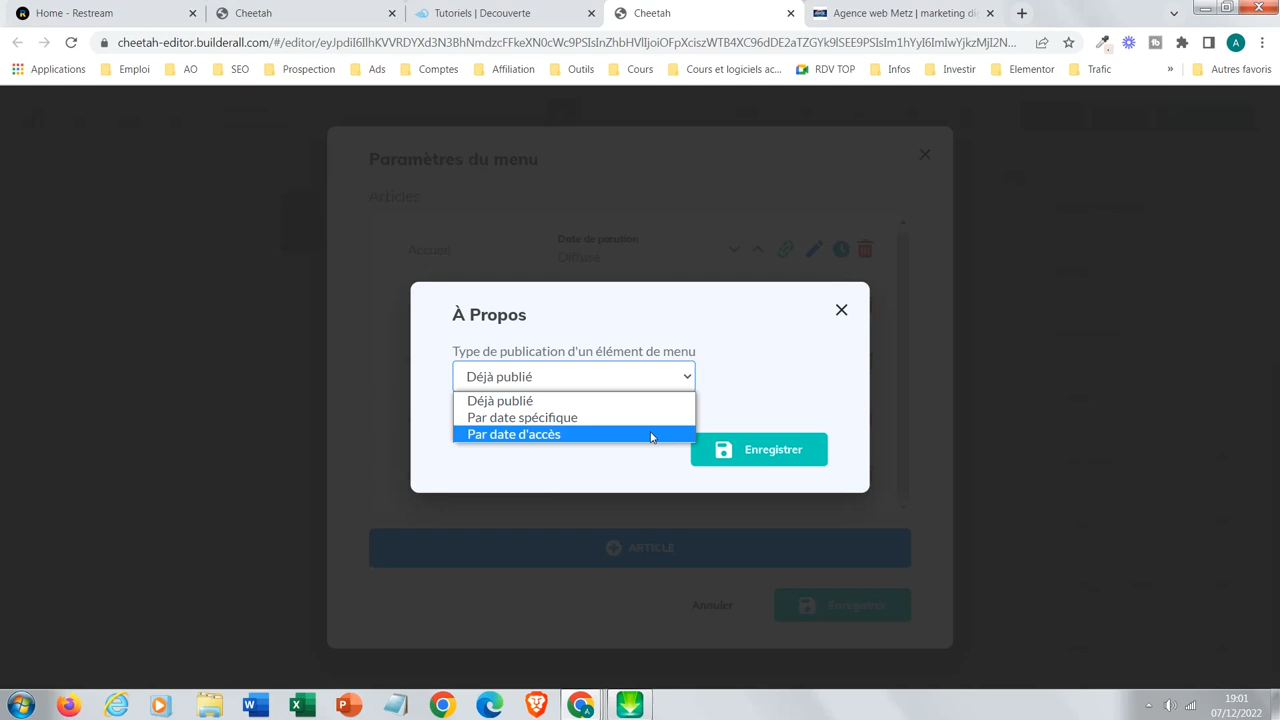 Home - Restream
Cheetah
Tutoriels | Decouverte
Cheetah
Agence web Metz | marketing di
cheetah-editor.builderall.com/#/editor/
Applications
Emploi
AO
SEO
Prospection
Ads
Comptes
Affiliation
Outils
Cours
Cours et logiciels ac...
RDV TOP
Infos
Investir
Elementor
Trafic
»
Autres favoris
A
Paramètres du menu
Articles
Accueil
Date de parution
Diffusé
À Propos
Type de publication d'un élément de menu
Déjà publié
Déjà publié
Par date spécifique
Par date d'accès
Enregistrer
ARTICLE
Annuler
Enregistrer
19:01
07/12/2022